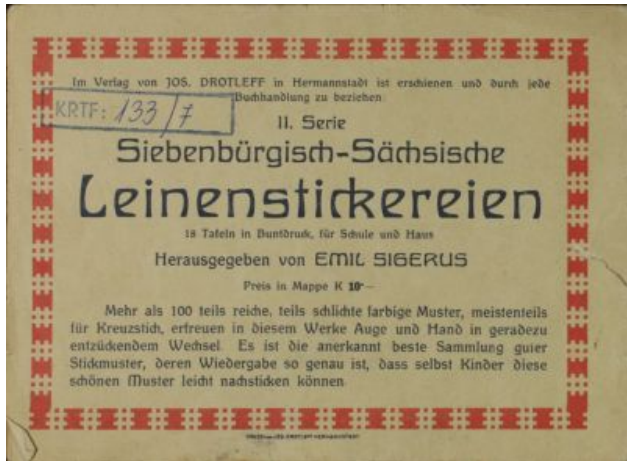 Im Verlag von JOS. DROTLEFF in Hermannstadt ist erschienen und durch jede
Buchhandlung zu beziehen:
KRTF: 133/7
II. Serie
Siebenbürgisch-Sächsische
Leinenstickereien
18 Tafeln in Buntdruck, für Schule und Haus
Herausgegeben von EMIL SIGERUS
Preis in Mappe K 10·—
Mehr als 100 teils reiche, teils schlichte farbige Muster, meistenteils
für Kreuzstich, erfreuen in diesem Werke Auge und Hand in geradezu
entzückendem Wechsel. Es ist die anerkannt beste Sammlung guter
Stickmuster, deren Wiedergabe so genau ist, dass selbst Kinder diese
schönen Muster leicht nachsticken können
JOS. DROTLEFF HERMANNSTADT